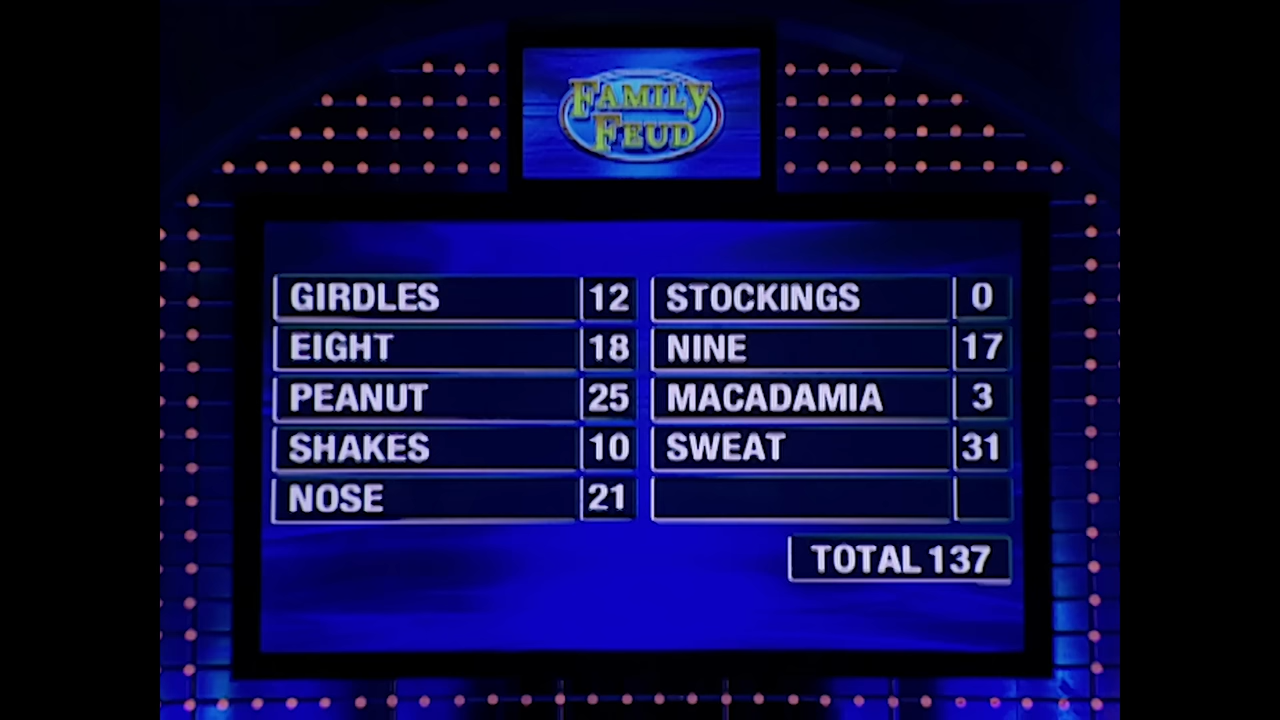 FAMILY
FEUD
GIRDLES 12 STOCKINGS 0
EIGHT 18 NINE 17
PEANUT 25 MACADAMIA 3
SHAKES 10 SWEAT 31
NOSE 21
TOTAL 137